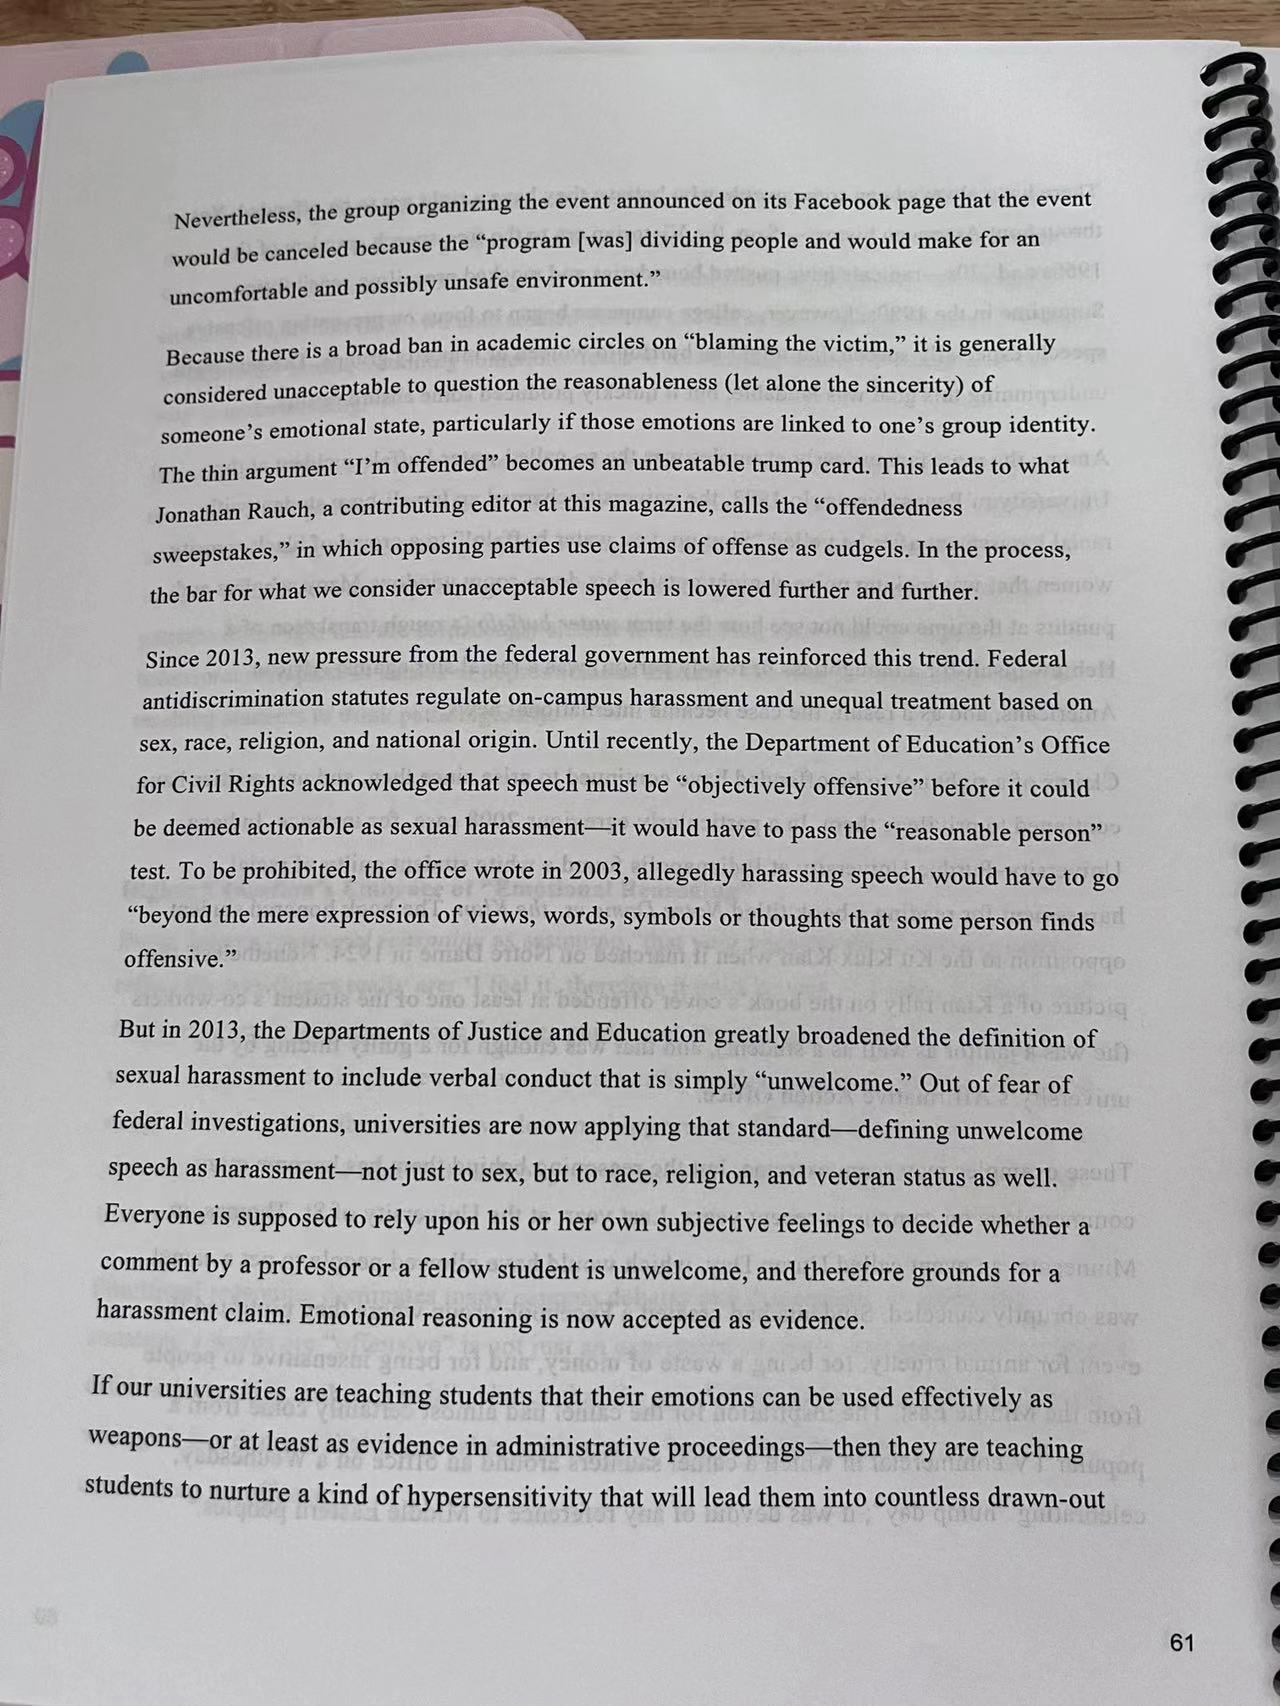 Nevertheless, the group organizing the event announced on its Facebook page that the event
would be canceled because the “program [was] dividing people and would make for an
uncomfortable and possibly unsafe environment.”
Because there is a broad ban in academic circles on “blaming the victim,” it is generally
considered unacceptable to question the reasonableness (let alone the sincerity) of
someone’s emotional state, particularly if those emotions are linked to one’s group identity.
The thin argument “I’m offended” becomes an unbeatable trump card. This leads to what
Jonathan Rauch, a contributing editor at this magazine, calls the “offendedness
sweepstakes,” in which opposing parties use claims of offense as cudgels. In the process,
the bar for what we consider unacceptable speech is lowered further and further.
Since 2013, new pressure from the federal government has reinforced this trend. Federal
antidiscrimination statutes regulate on-campus harassment and unequal treatment based on
sex, race, religion, and national origin. Until recently, the Department of Education’s Office
for Civil Rights acknowledged that speech must be “objectively offensive” before it could
be deemed actionable as sexual harassment—it would have to pass the “reasonable person”
test. To be prohibited, the office wrote in 2003, allegedly harassing speech would have to go
“beyond the mere expression of views, words, symbols or thoughts that some person finds
offensive.”
But in 2013, the Departments of Justice and Education greatly broadened the definition of
sexual harassment to include verbal conduct that is simply “unwelcome.” Out of fear of
federal investigations, universities are now applying that standard—defining unwelcome
speech as harassment—not just to sex, but to race, religion, and veteran status as well.
Everyone is supposed to rely upon his or her own subjective feelings to decide whether a
comment by a professor or a fellow student is unwelcome, and therefore grounds for a
harassment claim. Emotional reasoning is now accepted as evidence.
If our universities are teaching students that their emotions can be used effectively as
weapons—or at least as evidence in administrative proceedings—then they are teaching
students to nurture a kind of hypersensitivity that will lead them into countless drawn-out
61